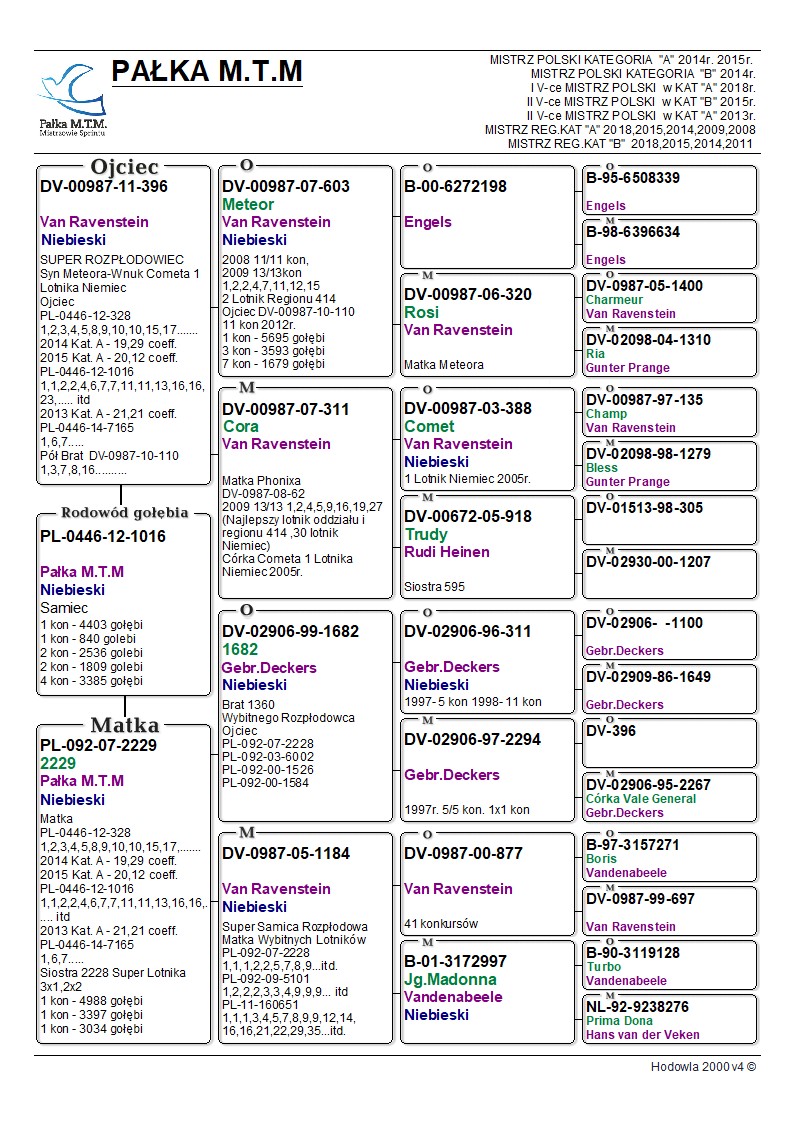 PAŁKA M.T.M
Pałka M.T.M.
Mistrzowie Sprintu
MISTRZ POLSKI KATEGORIA "A" 2014r. 2015r.
MISTRZ POLSKI KATEGORIA "B" 2014r.
I V-ce MISTRZ POLSKI w KAT "A" 2018r.
II V-ce MISTRZ POLSKI w KAT "B" 2015r.
II V-ce MISTRZ POLSKI w KAT "A" 2013r.
MISTRZ REG.KAT "A" 2018,2015,2014,2009,2008
MISTRZ REG.KAT "B" 2018,2015,2014,2011
Ojciec
DV-00987-11-396
Van Ravenstein
Niebieski
SUPER ROZPŁODOWIEC
Syn Meteora-Wnuk Cometa 1
Lotnika Niemiec
Ojciec
PL-0446-12-328
1,2,3,4,5,8,9,10,10,15,17.......
2014 Kat. A - 19,29 coeff.
2015 Kat. A - 20,12 coeff.
PL-0446-12-1016
1,1,2,2,4,6,7,7,11,11,13,16,16,
23,..... itd
2013 Kat. A - 21,21 coeff.
PL-0446-14-7165
1,6,7.....
Pół Brat DV-0987-10-110
1,3,7,8,16..........
Rodowód gołębia
PL-0446-12-1016
Pałka M.T.M
Niebieski
Samiec
1 kon - 4403 gołębi
1 kon - 840 golebi
2 kon - 2536 golebi
2 kon - 1809 golebi
4 kon - 3385 gołębi
Matka
PL-092-07-2229
2229
Pałka M.T.M
Niebieski
Matka
PL-0446-12-328
1,2,3,4,5,8,9,10,10,15,17,.......
2014 Kat. A - 19,29 coeff.
2015 Kat. A - 20,12 coeff.
PL-0446-12-1016
1,1,2,2,4,6,7,7,11,11,13,16,16,.
.... itd
2013 Kat. A - 21,21 coeff.
PL-0446-14-7165
1,6,7.....
Siostra 2228 Super Lotnika
3x1,2x2
1 kon - 4988 gołębi
1 kon - 3397 gołębi
1 kon - 3034 gołębi
O
DV-00987-07-603
Meteor
Van Ravenstein
Niebieski
2008 11/11 kon,
2009 13/13kon
1,2,2,4,7,11,12,15
2 Lotnik Regionu 414
Ojciec DV-00987-10-110
11 kon 2012r.
1 kon - 5695 gołębi
3 kon - 3593 gołębi
7 kon - 1679 gołębi
M
DV-00987-07-311
Cora
Van Ravenstein
Matka Phonixa
DV-0987-08-62
2009 13/13 1,2,4,5,9,16,19,27
(Najlepszy lotnik oddziału i
regionu 414 ,30 lotnik
Niemiec)
Córka Cometa 1 Lotnika
Niemiec 2005r.
O
DV-02906-99-1682
1682
Gebr.Deckers
Niebieski
Brat 1360
Wybitnego Rozpłodowca
Ojciec
PL-092-07-2228
PL-092-03-6002
PL-092-00-1526
PL-092-00-1584
M
DV-0987-05-1184
Van Ravenstein
Niebieski
Super Samica Rozpłodowa
Matka Wybitnych Lotników
PL-092-07-2228
1,1,1,2,2,5,7,8,9...itd.
PL-092-09-5101
1,2,2,2,3,3,4,9,9,9... itd
PL-11-160651
1,1,1,3,4,5,7,8,9,9,12,14,
16,16,21,22,29,35...itd.
O
B-00-6272198
Engels
M
DV-00987-06-320
Rosi
Van Ravenstein
Matka Meteora
O
DV-00987-03-388
Comet
Van Ravenstein
Niebieski
1 Lotnik Niemiec 2005r.
M
DV-00672-05-918
Trudy
Rudi Heinen
Siostra 595
O
DV-02906-96-311
Gebr.Deckers
Niebieski
1997- 5 kon 1998- 11 kon
M
DV-02906-97-2294
Gebr.Deckers
1997r. 5/5 kon. 1x1 kon
O
DV-0987-00-877
Van Ravenstein
41 konkursów
M
B-01-3172997
Jg.Madonna
Vandenabeele
Niebieski
O
B-95-6508339
Engels
M
B-98-6396634
Engels
O
DV-0987-05-1400
Charmeur
Van Ravenstein
M
DV-02098-04-1310
Ria
Gunter Prange
O
DV-00987-97-135
Champ
Van Ravenstein
M
DV-02098-98-1279
Bless
Gunter Prange
O
DV-01513-98-305
M
DV-02930-00-1207
O
DV-02906- -1100
Gebr.Deckers
M
DV-02909-86-1649
Gebr.Deckers
O
DV-396
M
DV-02906-95-2267
Córka Vale General
Gebr.Deckers
O
B-97-3157271
Boris
Vandenabeele
M
DV-0987-99-697
Van Ravenstein
O
B-90-3119128
Turbo
Vandenabeele
M
NL-92-9238276
Prima Dona
Hans van der Veken
Hodowla 2000 v4 ©